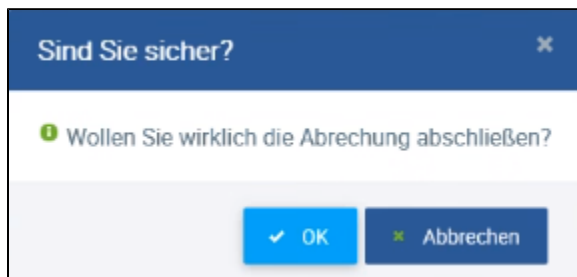 Sind Sie sicher?
Wollen Sie wirklich die Abrechung abschließen?
OK
Abbrechen